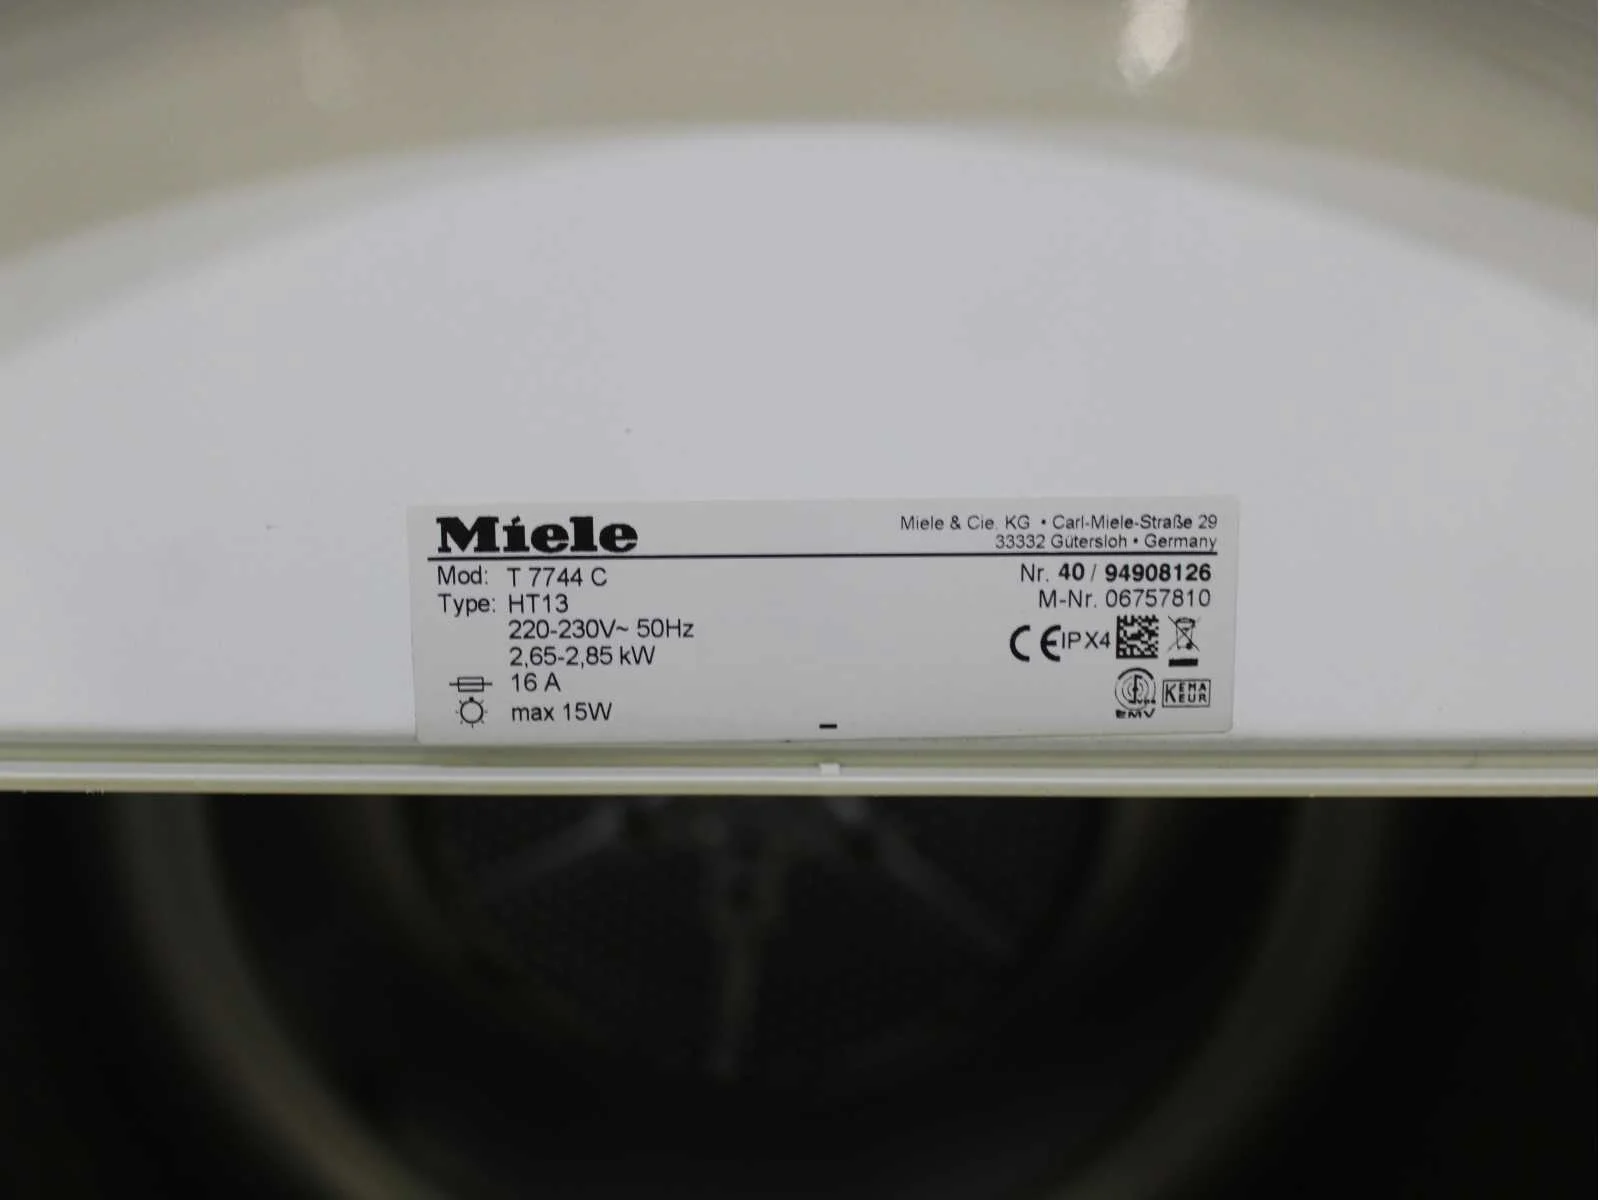 Miele
Miele & Cie. KG • Carl-Miele-Straße 29
33332 Gütersloh • Germany
Mod: T 7744 C
Nr. 40 / 94908126
Type: HT13
M-Nr. 06757810
220-230V~ 50Hz
2,65-2,85 kW
CE IPX4
16 A
KEMA
KEUR
max 15W
EMV